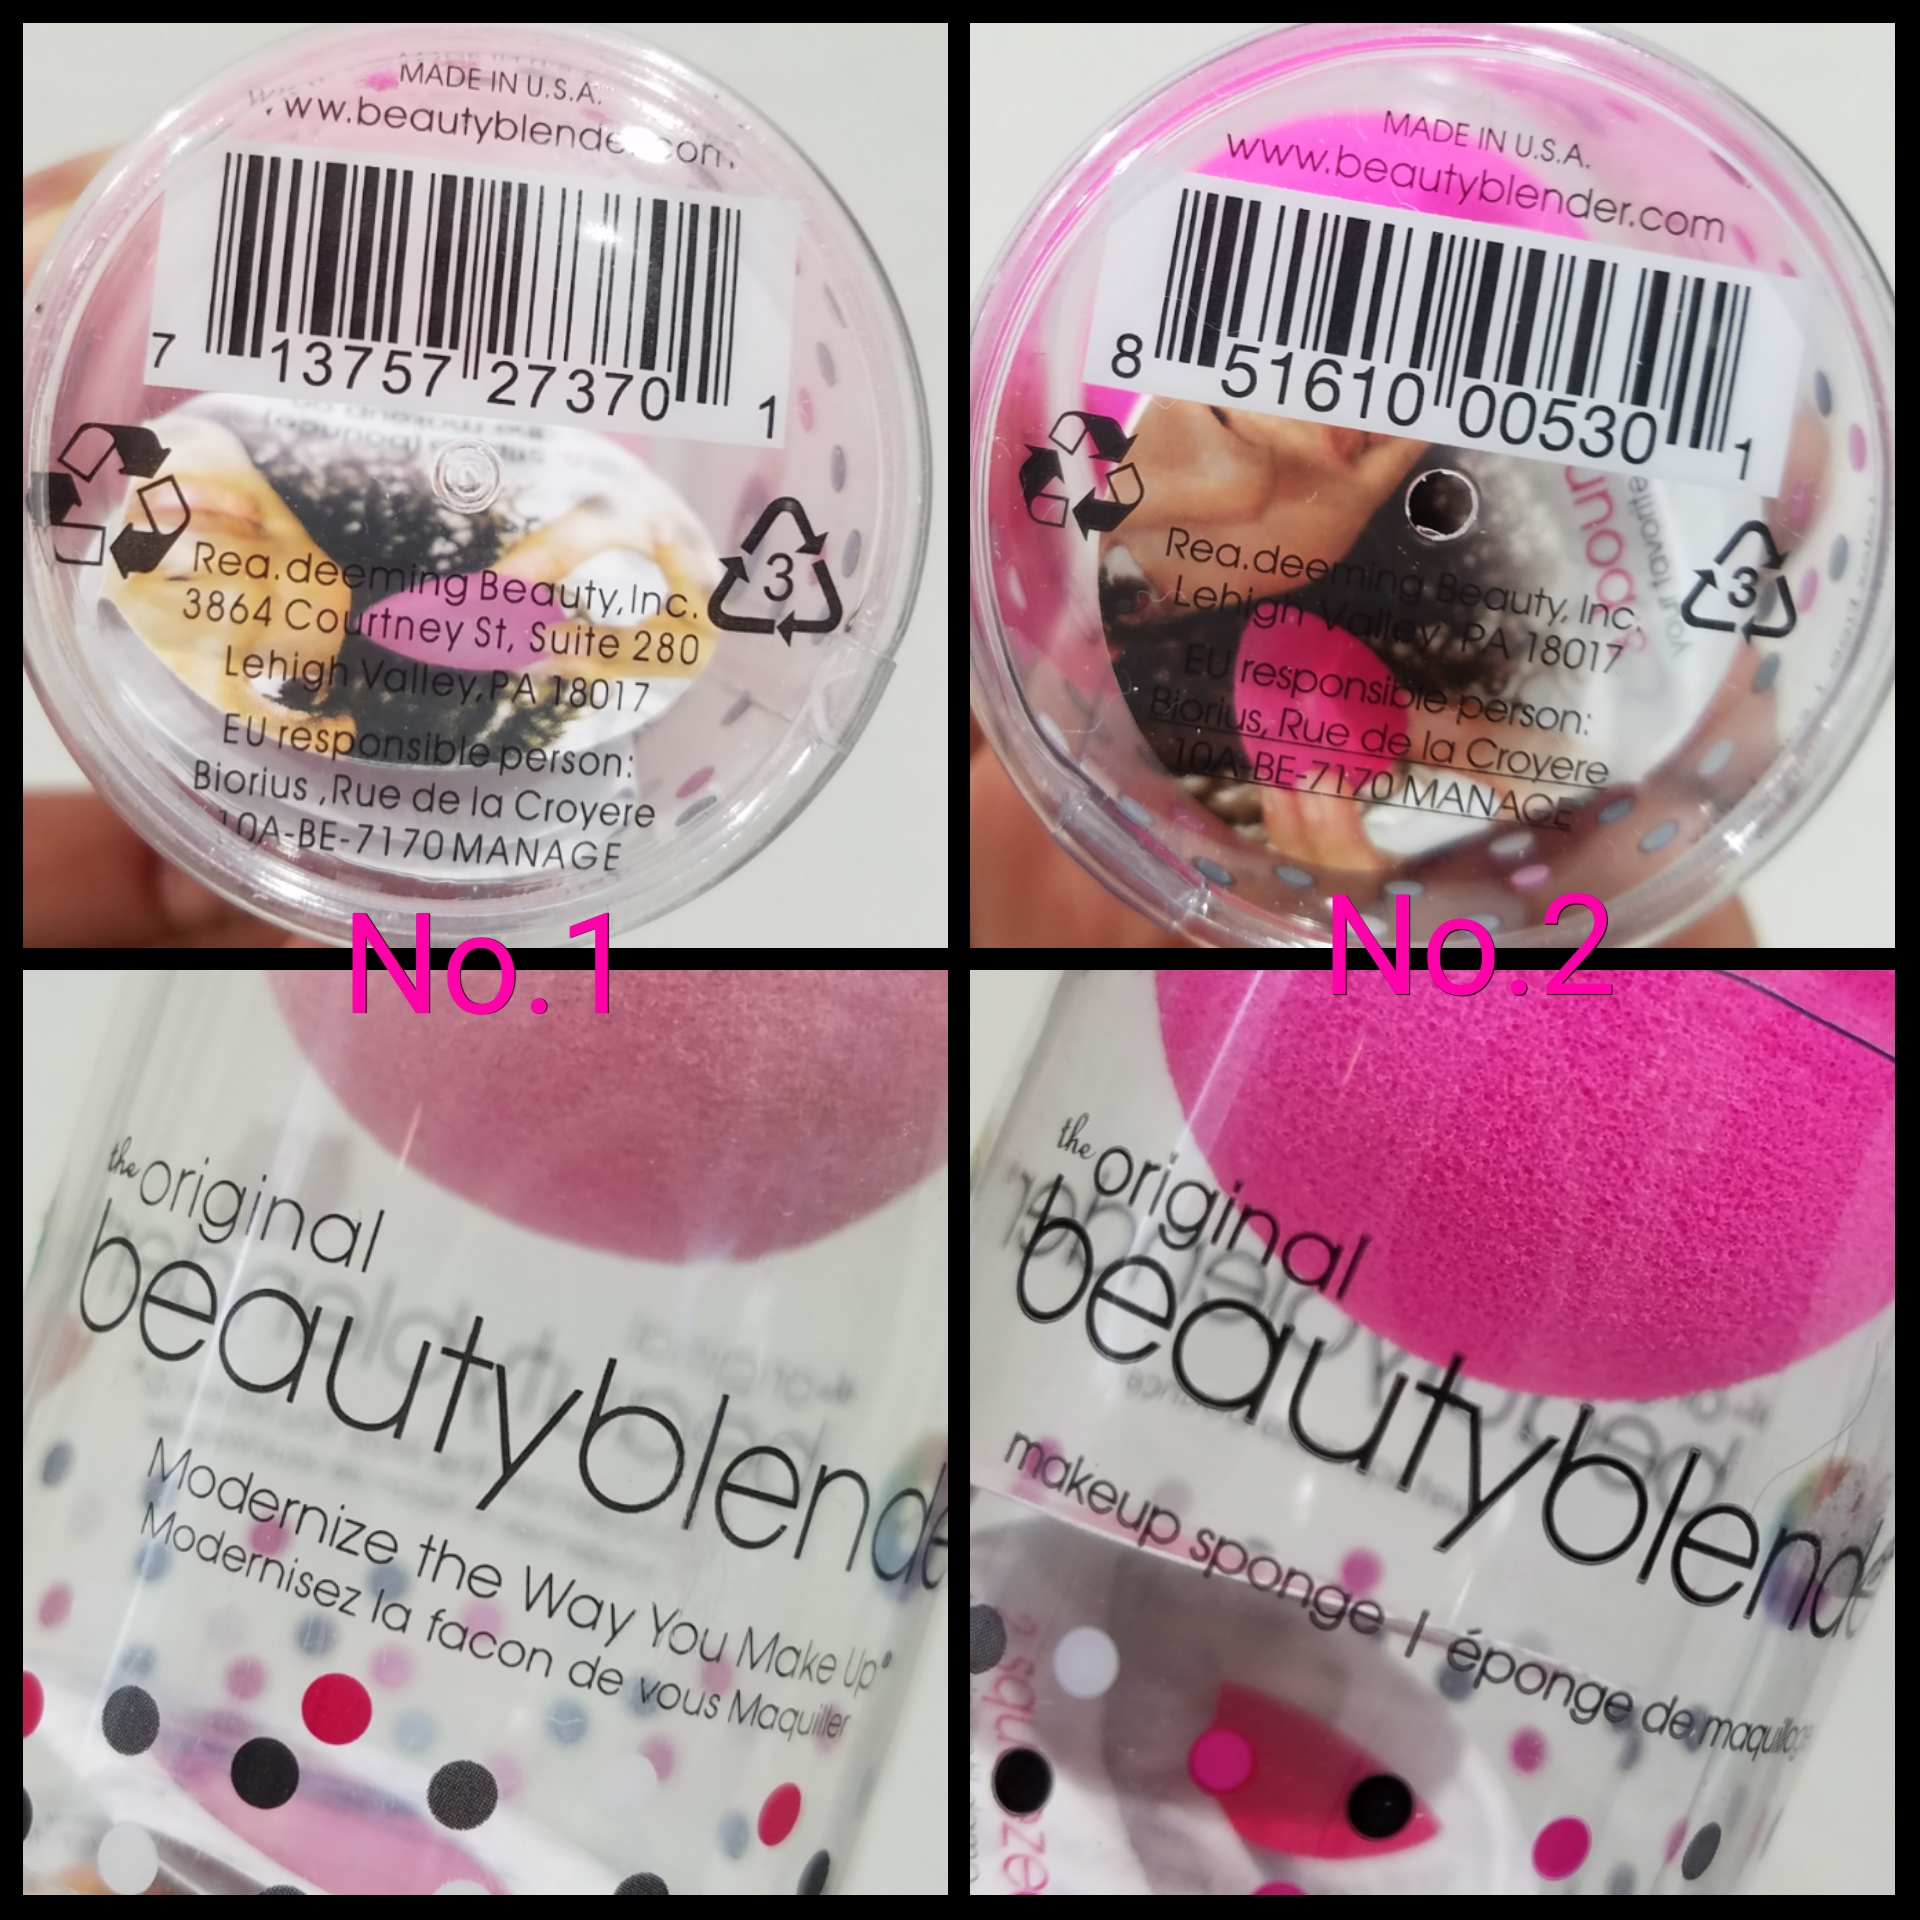 MADE IN U.S.A.
www.beautyblender.com
7 13757 27370 1
3
Rea.deeming Beauty,Inc.
3864 Courtney St, Suite 280
Lehigh Valley,PA 18017
EU responsible person:
Biorius ,Rue de la Croyere
10A-BE-7170 MANAGE
No.1
MADE IN U.S.A.
www.beautyblender.com
8 51610 00530 1
3
your favorite
Rea.deeming Beauty, Inc.
Lehigh Valley, PA 18017
EU responsible person:
Biorius, Rue de la Croyere
10A-BE-7170 MANAGE
No.2
the original
beautyblende
Modernize the Way You Make Up®
Modernisez la facon de vous Maquiller
the original
beautyblende
makeup sponge / éponge de maquillage